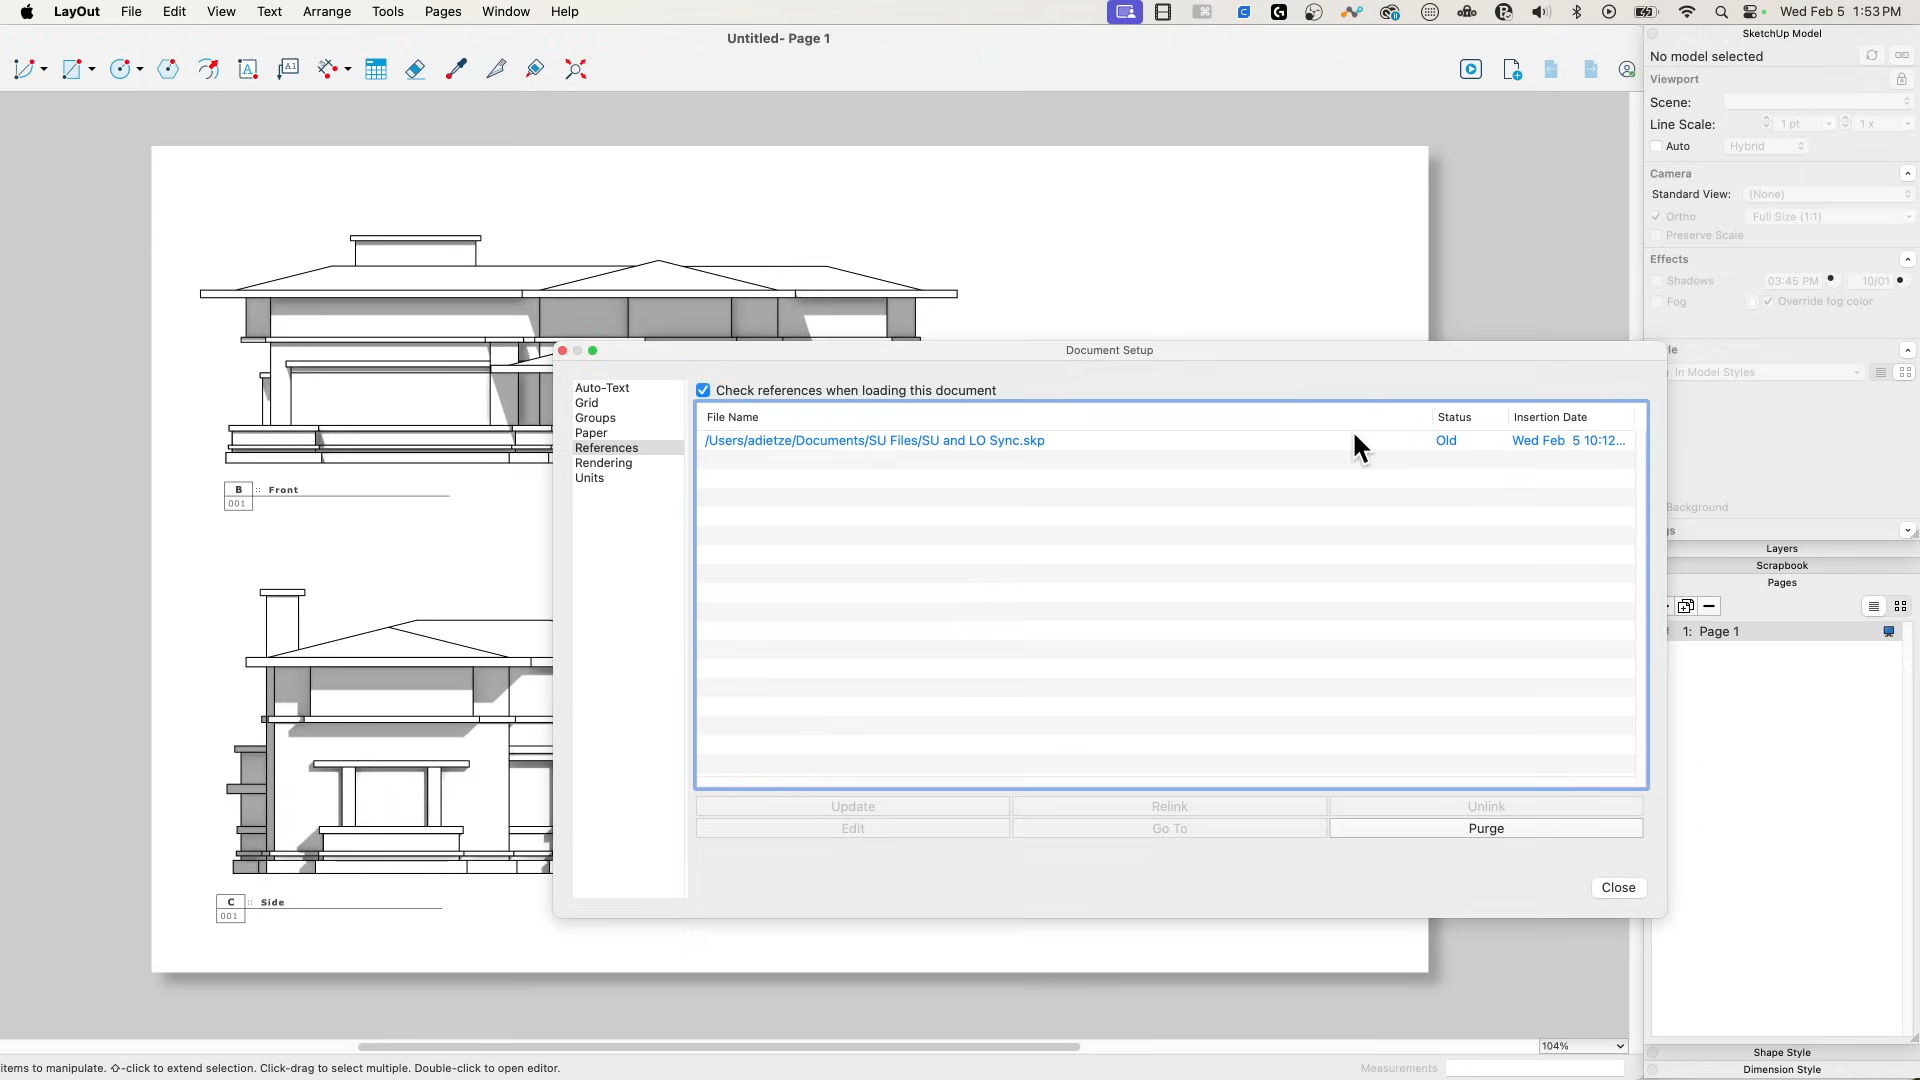 LayOut File Edit View Text Arrange Tools Pages Window Help
Wed Feb 5 1:53 PM
Untitled- Page 1
SketchUp Model
No model selected
Viewport
Scene:
Line Scale: 1 pt 1 x
Auto Hybrid
Camera
Standard View: (None)
Ortho Full Size (1:1)
Preserve Scale
Effects
Shadows 03:45 PM 10/01
Fog Override fog color
In Model Styles
Background
Layers
Scrapbook
Pages
1: Page 1
Shape Style
Dimension Style
Document Setup
Auto-Text
Grid
Groups
Paper
References
Rendering
Units
Check references when loading this document
File Name Status Insertion Date
/Users/adietze/Documents/SU Files/SU and LO Sync.skp Old Wed Feb 5 10:12...
Update Relink Unlink
Edit Go To Purge
Close
B :: Front
001
C :: Side
001
104%
items to manipulate. ⇧-click to extend selection. Click-drag to select multiple. Double-click to open editor.
Measurements